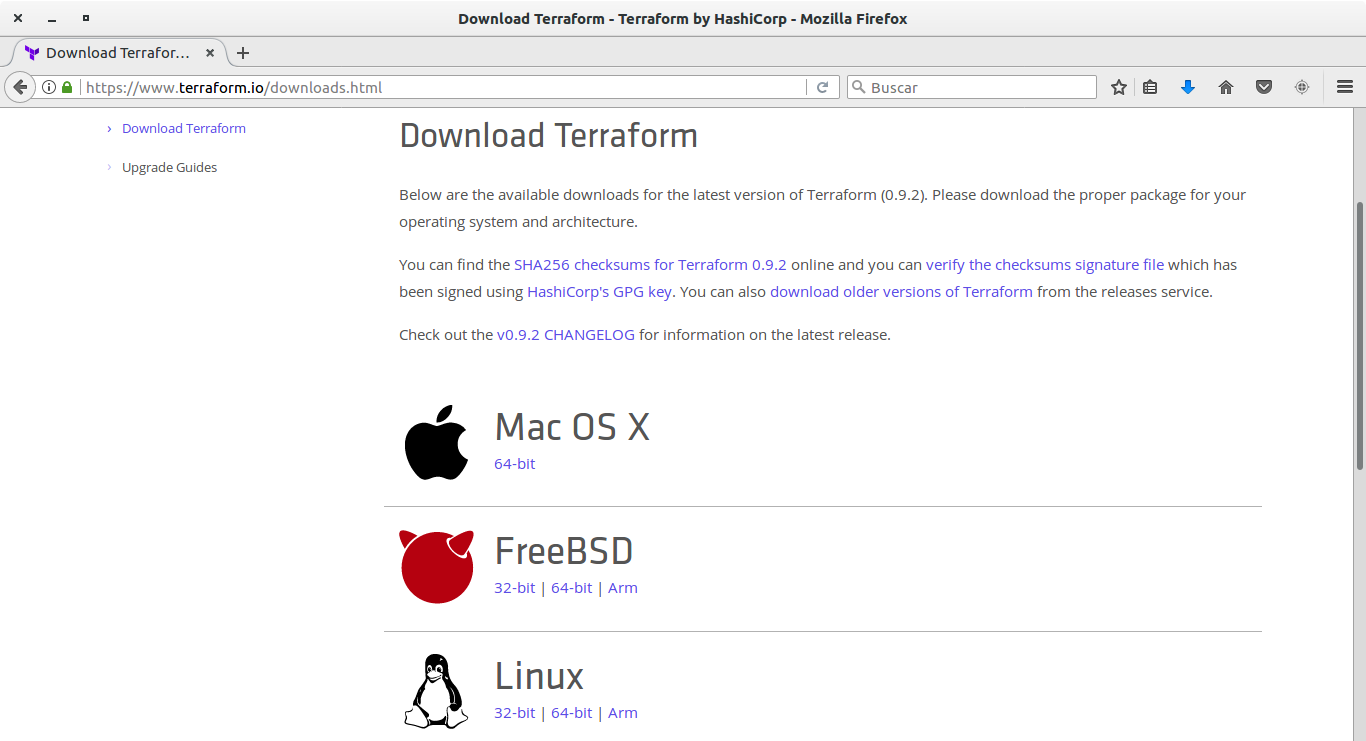 Download Terraform - Terraform by HashiCorp - Mozilla Firefox
Download Terrafor...
https://www.terraform.io/downloads.html
Buscar
Download Terraform
Upgrade Guides
Download Terraform
Below are the available downloads for the latest version of Terraform (0.9.2). Please download the proper package for your
operating system and architecture.
You can find the SHA256 checksums for Terraform 0.9.2 online and you can verify the checksums signature file which has
been signed using HashiCorp's GPG key. You can also download older versions of Terraform from the releases service.
Check out the v0.9.2 CHANGELOG for information on the latest release.
Mac OS X
64-bit
FreeBSD
32-bit | 64-bit | Arm
Linux
32-bit | 64-bit | Arm